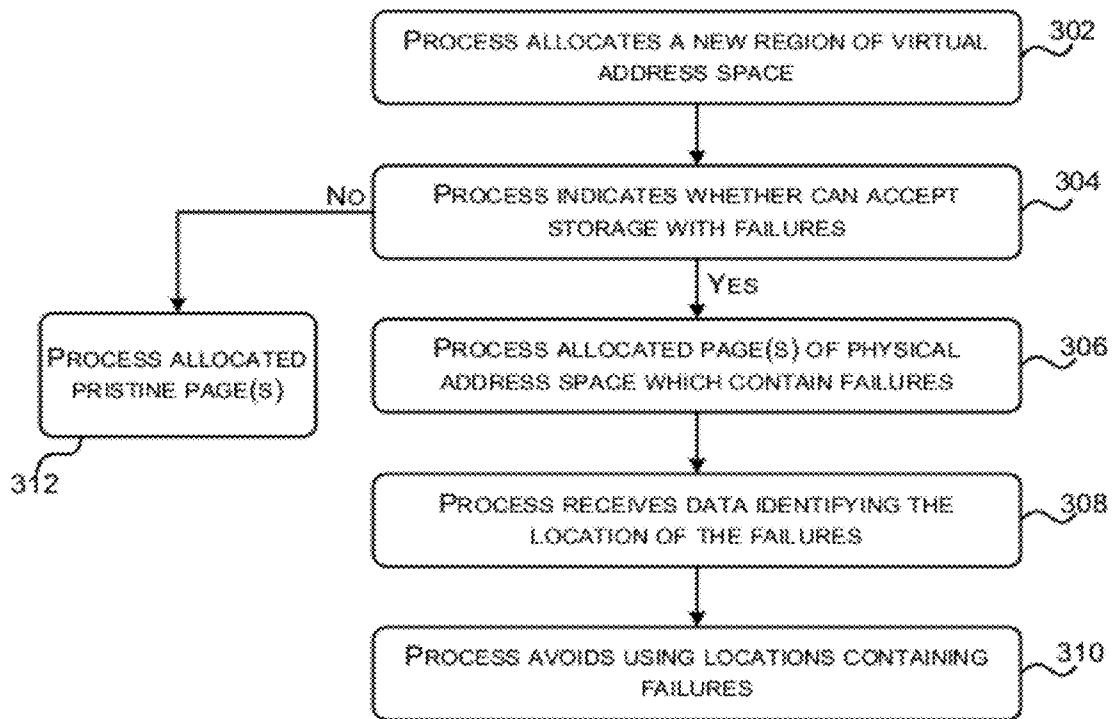 PROCESS ALLOCATES A NEW REGION OF VIRTUAL
ADDRESS SPACE
302
PROCESS INDICATES WHETHER CAN ACCEPT
STORAGE WITH FAILURES
304
NO
YES
PROCESS ALLOCATED
PRISTINE PAGE(S)
312
PROCESS ALLOCATED PAGE(S) OF PHYSICAL
ADDRESS SPACE WHICH CONTAIN FAILURES
306
PROCESS RECEIVES DATA IDENTIFYING THE
LOCATION OF THE FAILURES
308
PROCESS AVOIDS USING LOCATIONS CONTAINING
FAILURES
310